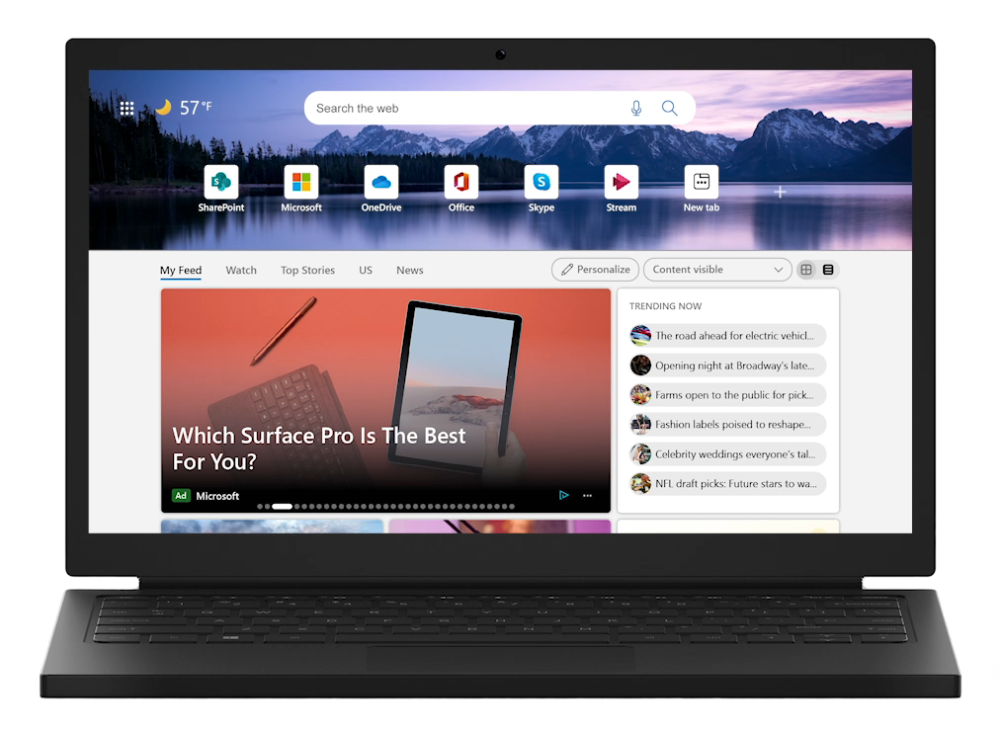 57°F
Search the web
SharePoint
Microsoft
OneDrive
Office
Skype
Stream
New tab
My Feed
Watch
Top Stories
US
News
Personalize
Content visible
Which Surface Pro Is The Best
For You?
Ad Microsoft
TRENDING NOW
The road ahead for electric vehicl...
Opening night at Broadway's late...
Farms open to the public for pick...
Fashion labels poised to reshape...
Celebrity weddings everyone's tal...
NFL draft picks: Future stars to wa...